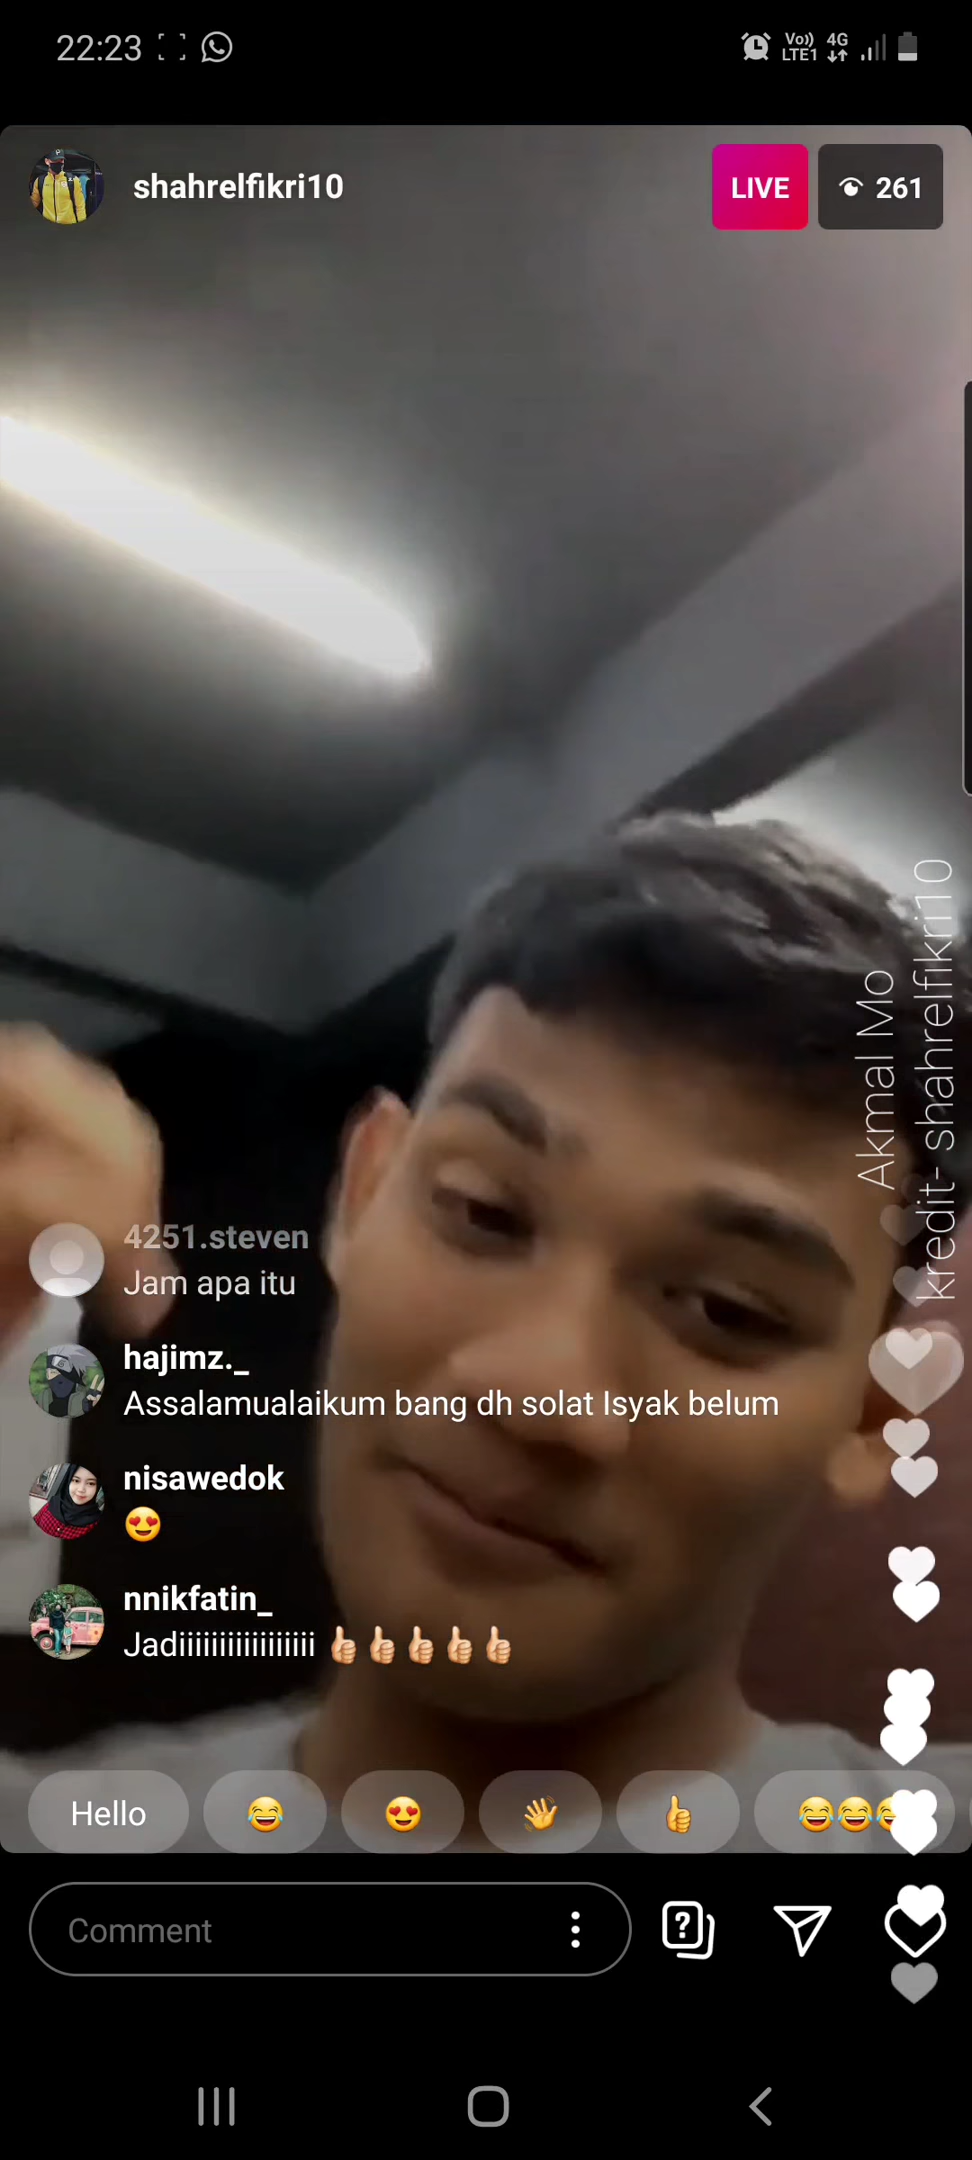 22:23
Vo)) LTE1 4G
shahrelfikri10
LIVE
261
Akmal Mo
kredit- shahrelfikri10
4251.steven
Jam apa itu
hajimz._
Assalamualaikum bang dh solat Isyak belum
nisawedok
😍
nnikfatin_
Jadiiiiiiiiiiiiiiiii 👍🏻👍🏻👍🏻👍🏻👍🏻
Hello 😂 😍 👋 👍 😂😂😂
Comment